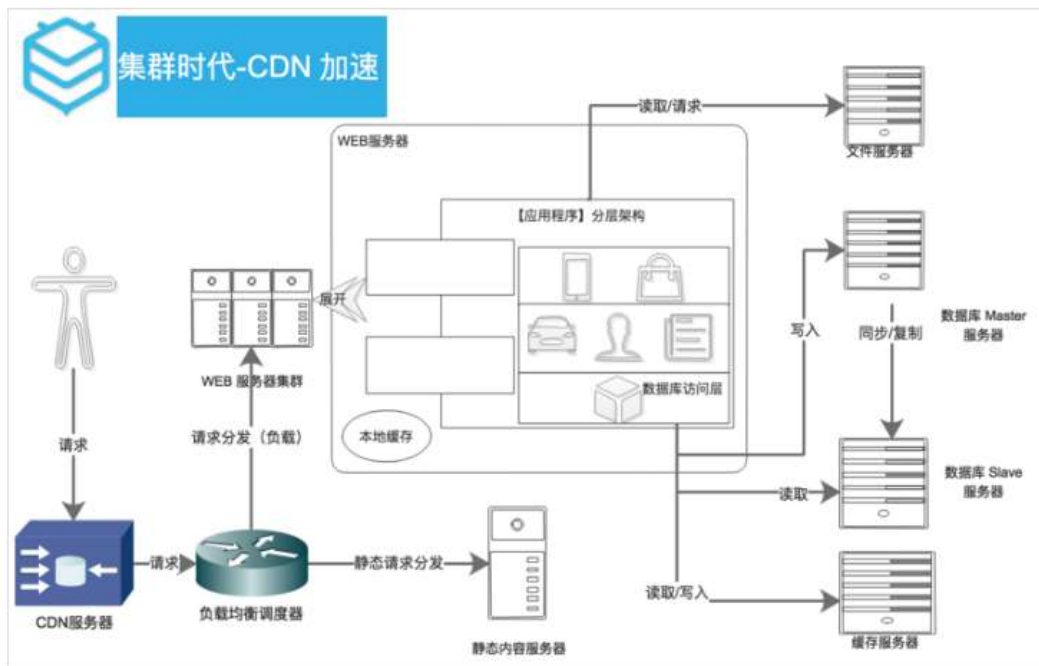 集群时代-CDN 加速
读取/请求
WEB服务器
文件服务器
【应用程序】分层架构
展开
写入
同步/复制
数据库 Master
服务器
WEB 服务器集群
数据库访问层
请求
请求分发（负载）
本地缓存
读取
数据库 Slave
服务器
请求
静态请求分发
读取/写入
CDN服务器
负载均衡调度器
静态内容服务器
缓存服务器